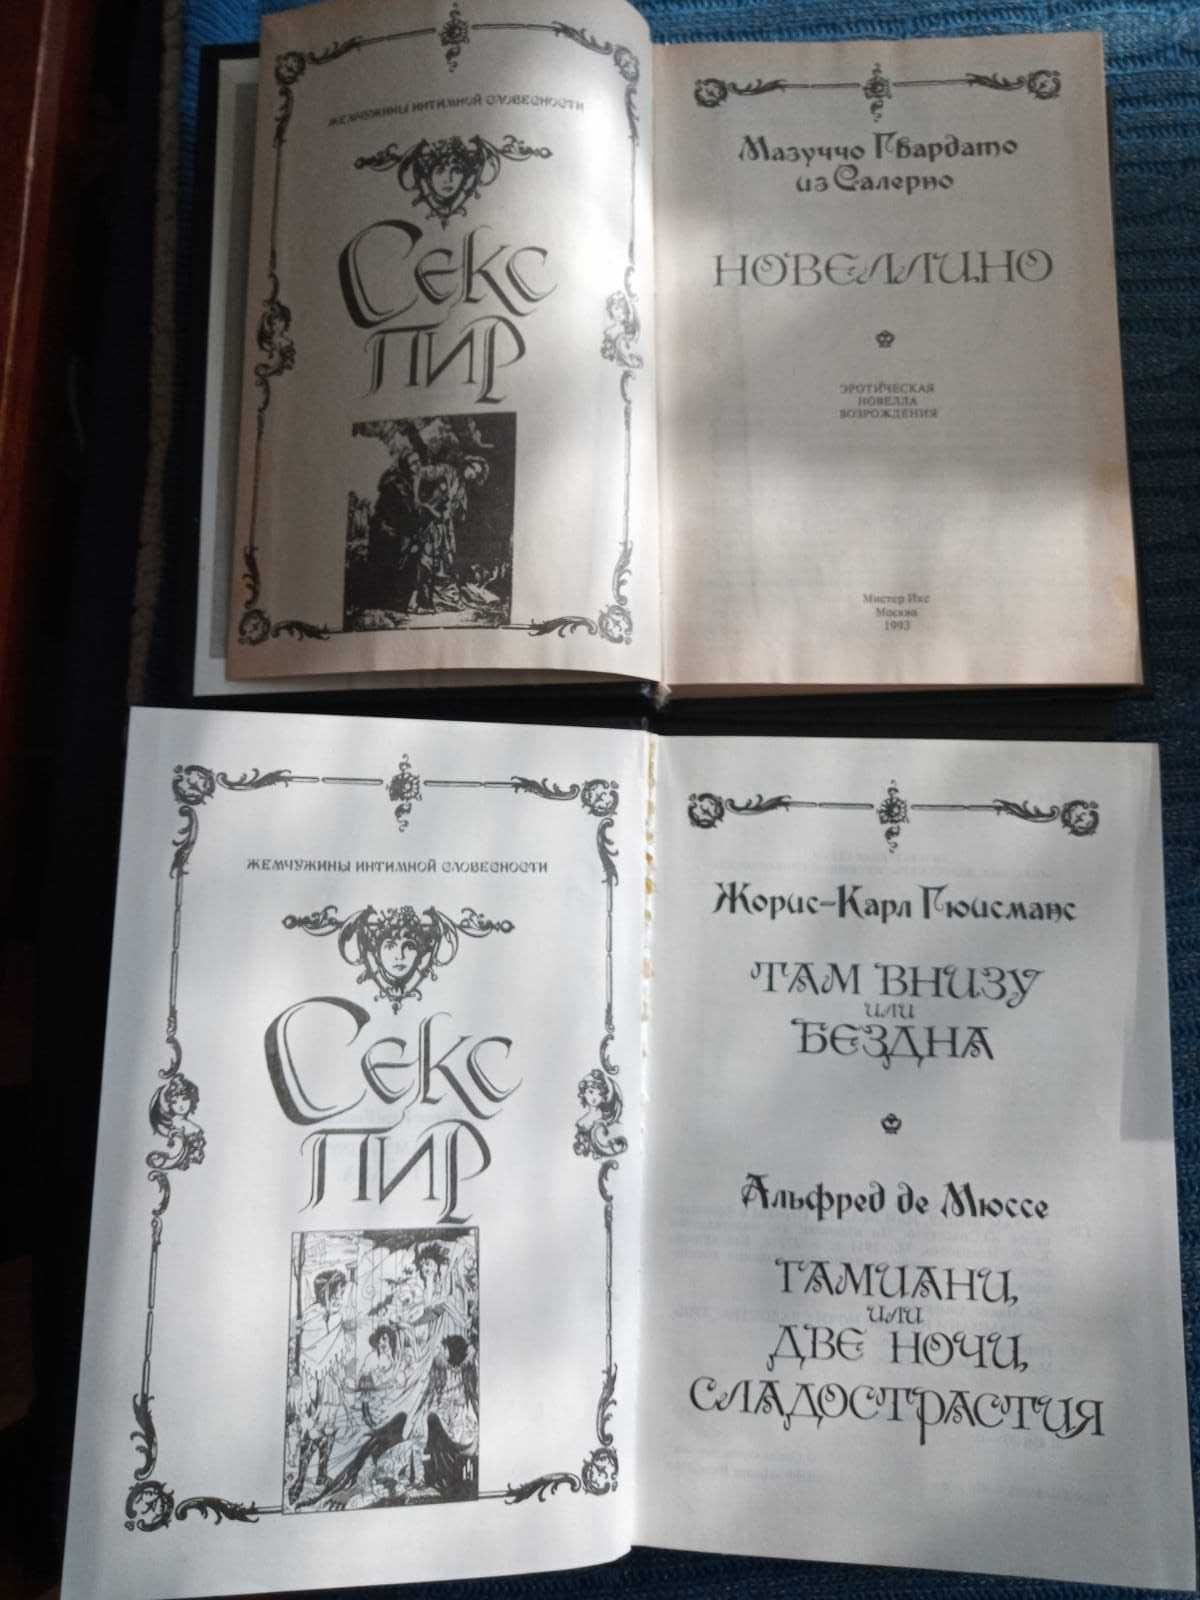 ЖЕМЧУЖИНЫ ИНТИМНОЙ СЛОВЕСНОСТИ
СЕКС
ПИР
Мазуччо Гвардато
из Салерно
НОВЕЛЛИНО
ЭРОТИЧЕСКАЯ
НОВЕЛЛА
ВОЗРОЖДЕНИЯ
Мистер Икс
Москва
1993
ЖЕМЧУЖИНЫ ИНТИМНОЙ СЛОВЕСНОСТИ
СЕКС
ПИР
Жорис-Карл Гюисманс
ТАМ ВНИЗУ
или
БЕЗДНА
Альфред де Мюссе
ТАМИАНИ,
или
ДВЕ НОЧИ,
СЛАДОСТРАСТИЯ